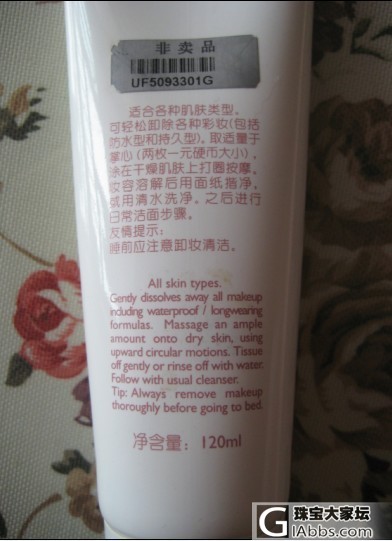 非卖品
UF5093301G
适合各种肌肤类型。
可轻松卸除各种彩妆(包括
防水型和持久型)。取适量于
掌心（两枚一元硬币大小）。
涂在干燥肌肤上打圈按摩。
妆容溶解后用面纸揩净，
或用清水洗净。之后进行
日常洁面步骤。
友情提示：
睡前应注意卸妆清洁。
All skin types.
Gently dissolves away all makeup
including waterproof / longwearing
formulas. Massage an ample
amount onto dry skin, using
upward circular motions. Tissue
off gently or rinse off with water.
Follow with usual cleanser.
Tip: Always remove makeup
thoroughly before going to bed.
净含量：120ml
珠宝大家坛
GIAbbs.com